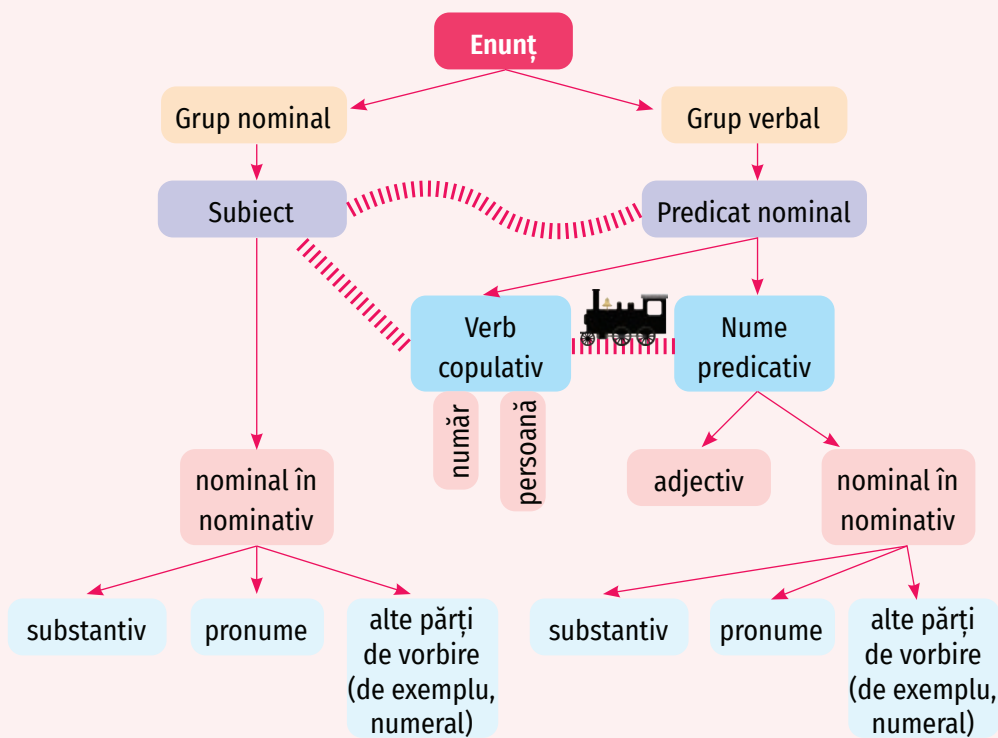 Enunț
Grup nominal
Grup verbal
Subiect
Predicat nominal
Verb
copulativ
Nume
predicativ
număr
persoană
nominal în
nominativ
adjectiv
nominal în
nominativ
substantiv
pronume
alte părți
de vorbire
(de exemplu,
numeral)
substantiv
pronume
alte părți
de vorbire
(de exemplu,
numeral)